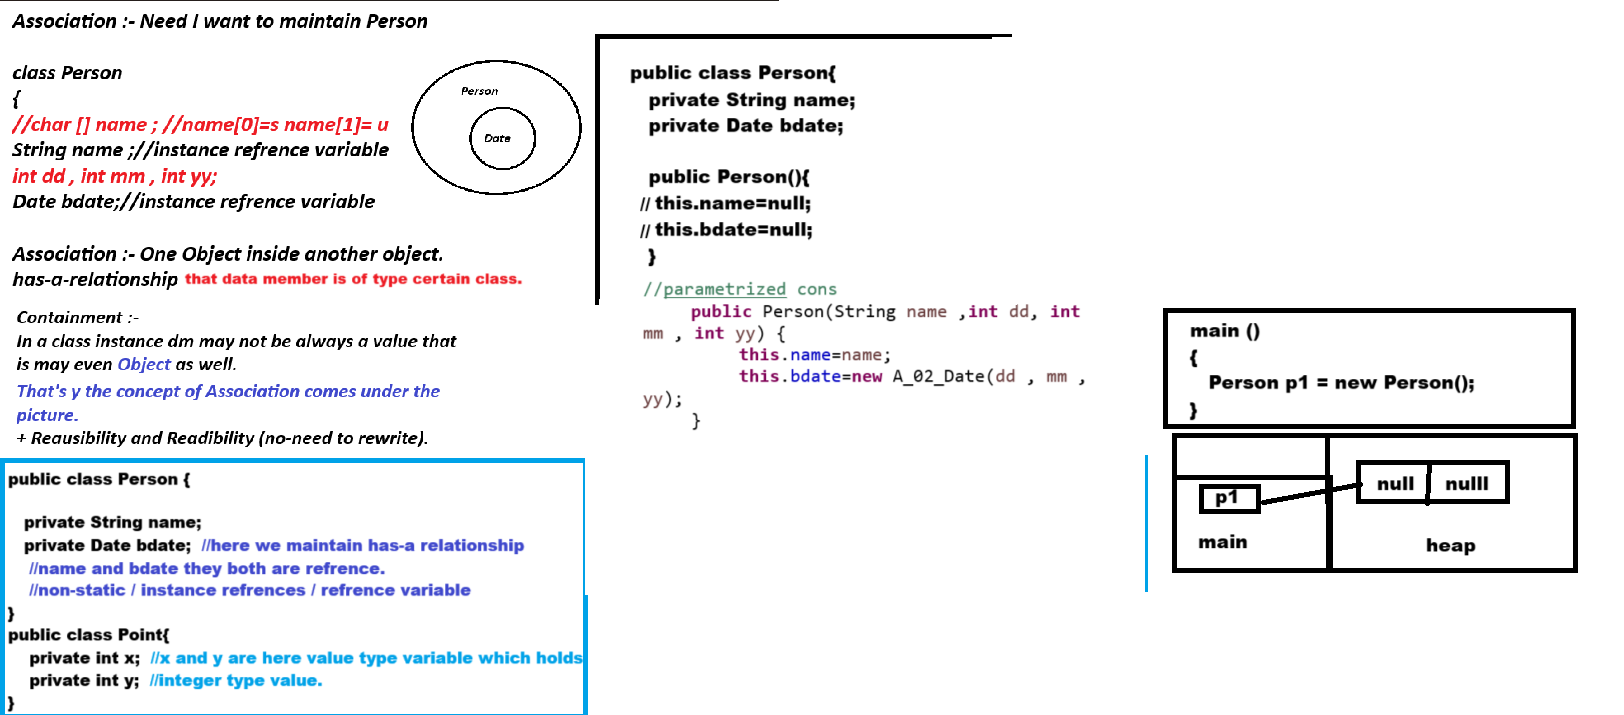 Association :- Need I want to maintain Person
class Person
{
//char [] name ; //name[0]=s name[1]= u
String name ;//instance refrence variable
int dd , int mm , int yy;
Date bdate;//instance refrence variable
Person
Date
Association :- One Object inside another object.
has-a-relationship that data member is of type certain class.
Containment :-
In a class instance dm may not be always a value that
is may even Object as well.
That's y the concept of Association comes under the
picture.
+ Reausibility and Readibility (no-need to rewrite).
public class Person {
private String name;
private Date bdate; //here we maintain has-a relationship
//name and bdate they both are refrence.
//non-static / instance refrences / refrence variable
}
public class Point{
private int x; //x and y are here value type variable which holds
private int y; //integer type value.
}
public class Person{
private String name;
private Date bdate;
public Person(){
// this.name=null;
// this.bdate=null;
}
//parametrized cons
public Person(String name ,int dd, int
mm , int yy) {
this.name=name;
this.bdate=new A_02_Date(dd , mm ,
yy);
}
main ()
{
Person p1 = new Person();
}
p1
main
null nulll
heap